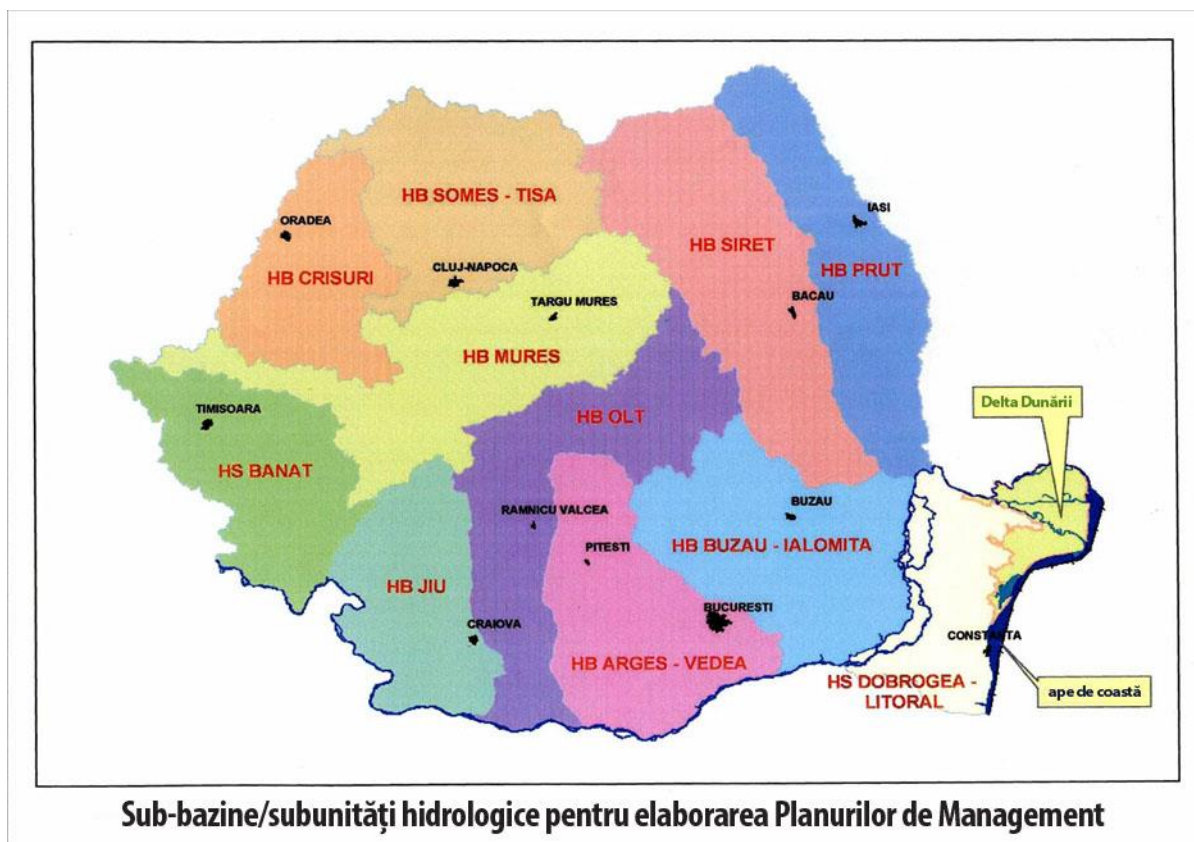 HB SOMES - TISA
ORADEA
IASI
HB SIRET
HB CRISURI
CLUJ-NAPOCA
HB PRUT
TARGU MURES
BACAU
HB MURES
TIMISOARA
Delta Dunării
HB OLT
HS BANAT
BUZAU
RAMNICU VALCEA
PITESTI
HB BUZAU - IALOMITA
HB JIU
BUCURESTI
CRAIOVA
CONSTANTA
HB ARGES - VEDEA
HS DOBROGEA -
LITORAL
ape de coastă
Sub-bazine/subunități hidrologice pentru elaborarea Planurilor de Management